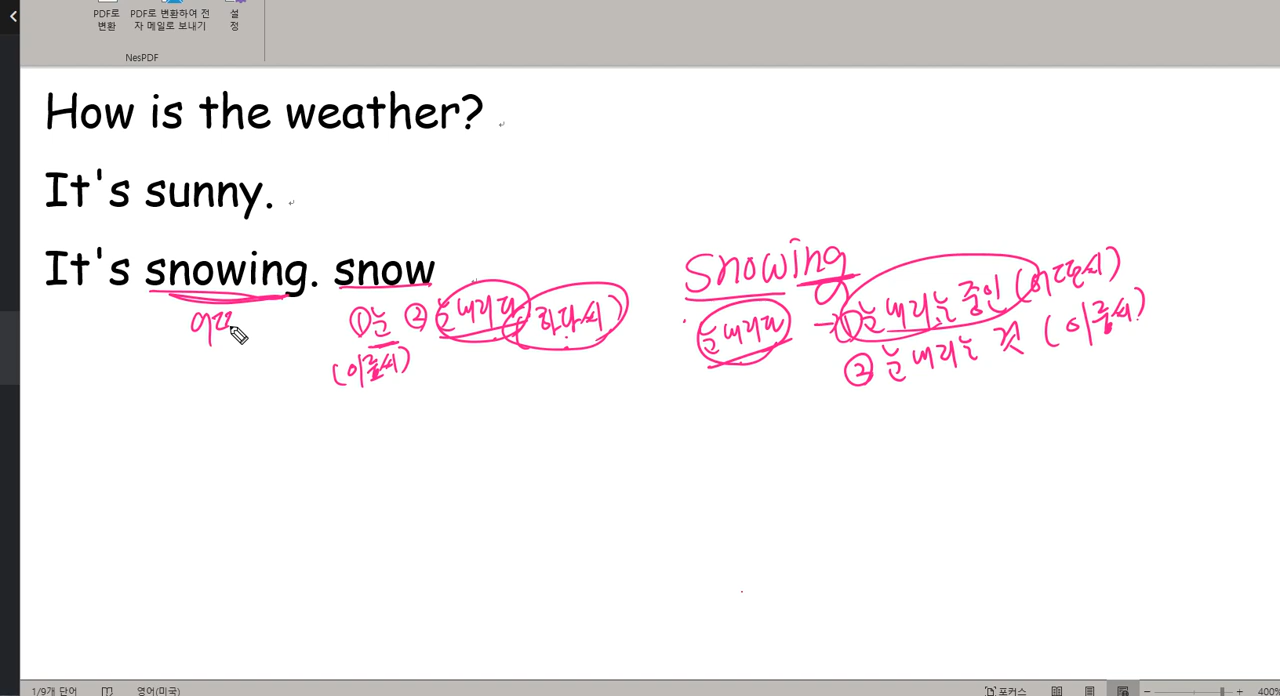 PDF로 변환 PDF로 변환하여 전자 메일로 보내기 설정
NesPDF
How is the weather?
It's sunny.
It's snowing. snow
snowing
①눈 ② 눈내리다 (하다씨)
(이름씨)
눈내리다 → ①눈내리는 중인 (어떠씨)
② 눈내리는 것 (이름씨)
어떠
1/9개 단어 영어(미국) 포커스 400%